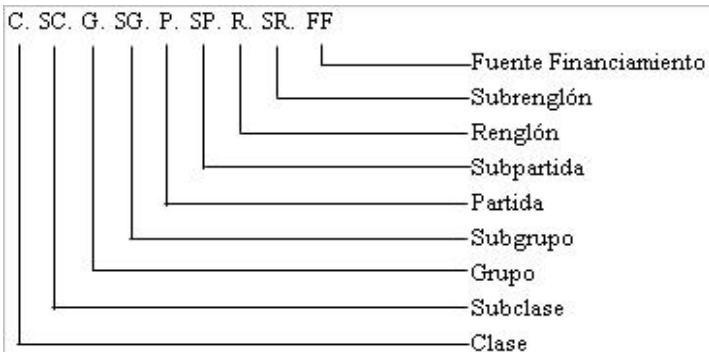 C. SC. G. SG. P. SP. R. SR. FF
Fuente Financiamiento
Subrenglón
Renglón
Subpartida
Partida
Subgrupo
Grupo
Subclase
Clase